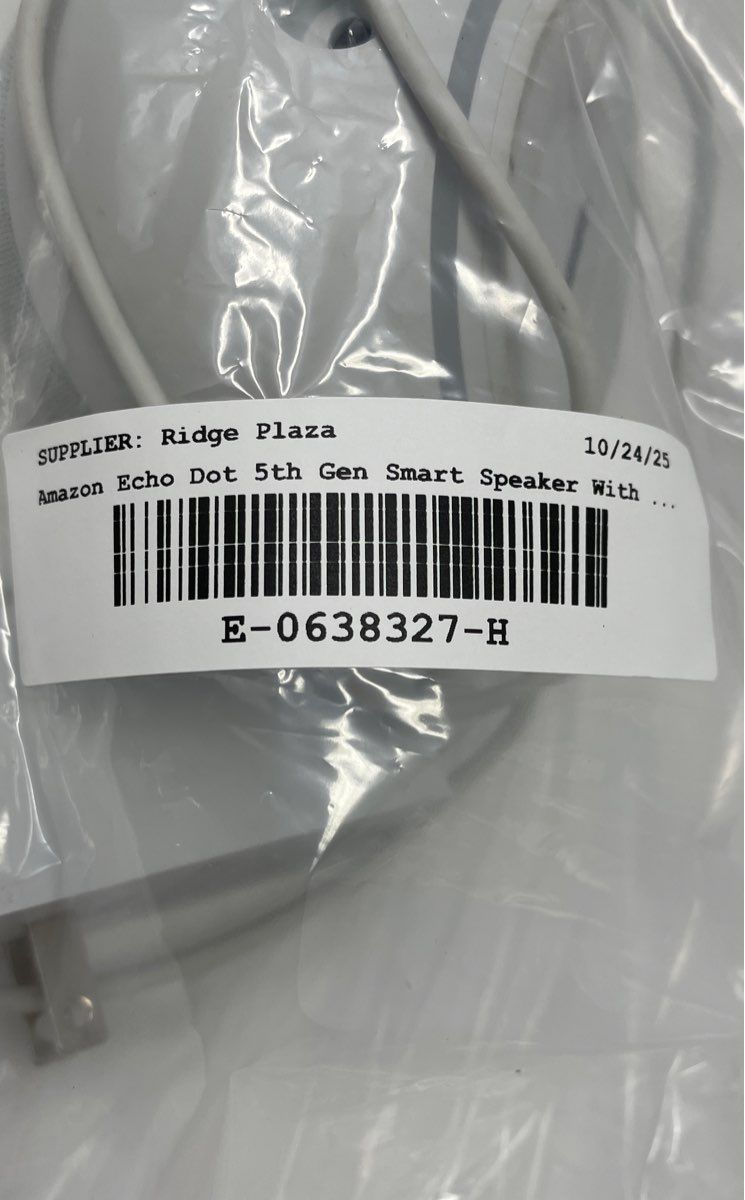 SUPPLIER: Ridge Plaza 10/24/25
Amazon Echo Dot 5th Gen Smart Speaker With ...
E-0638327-H